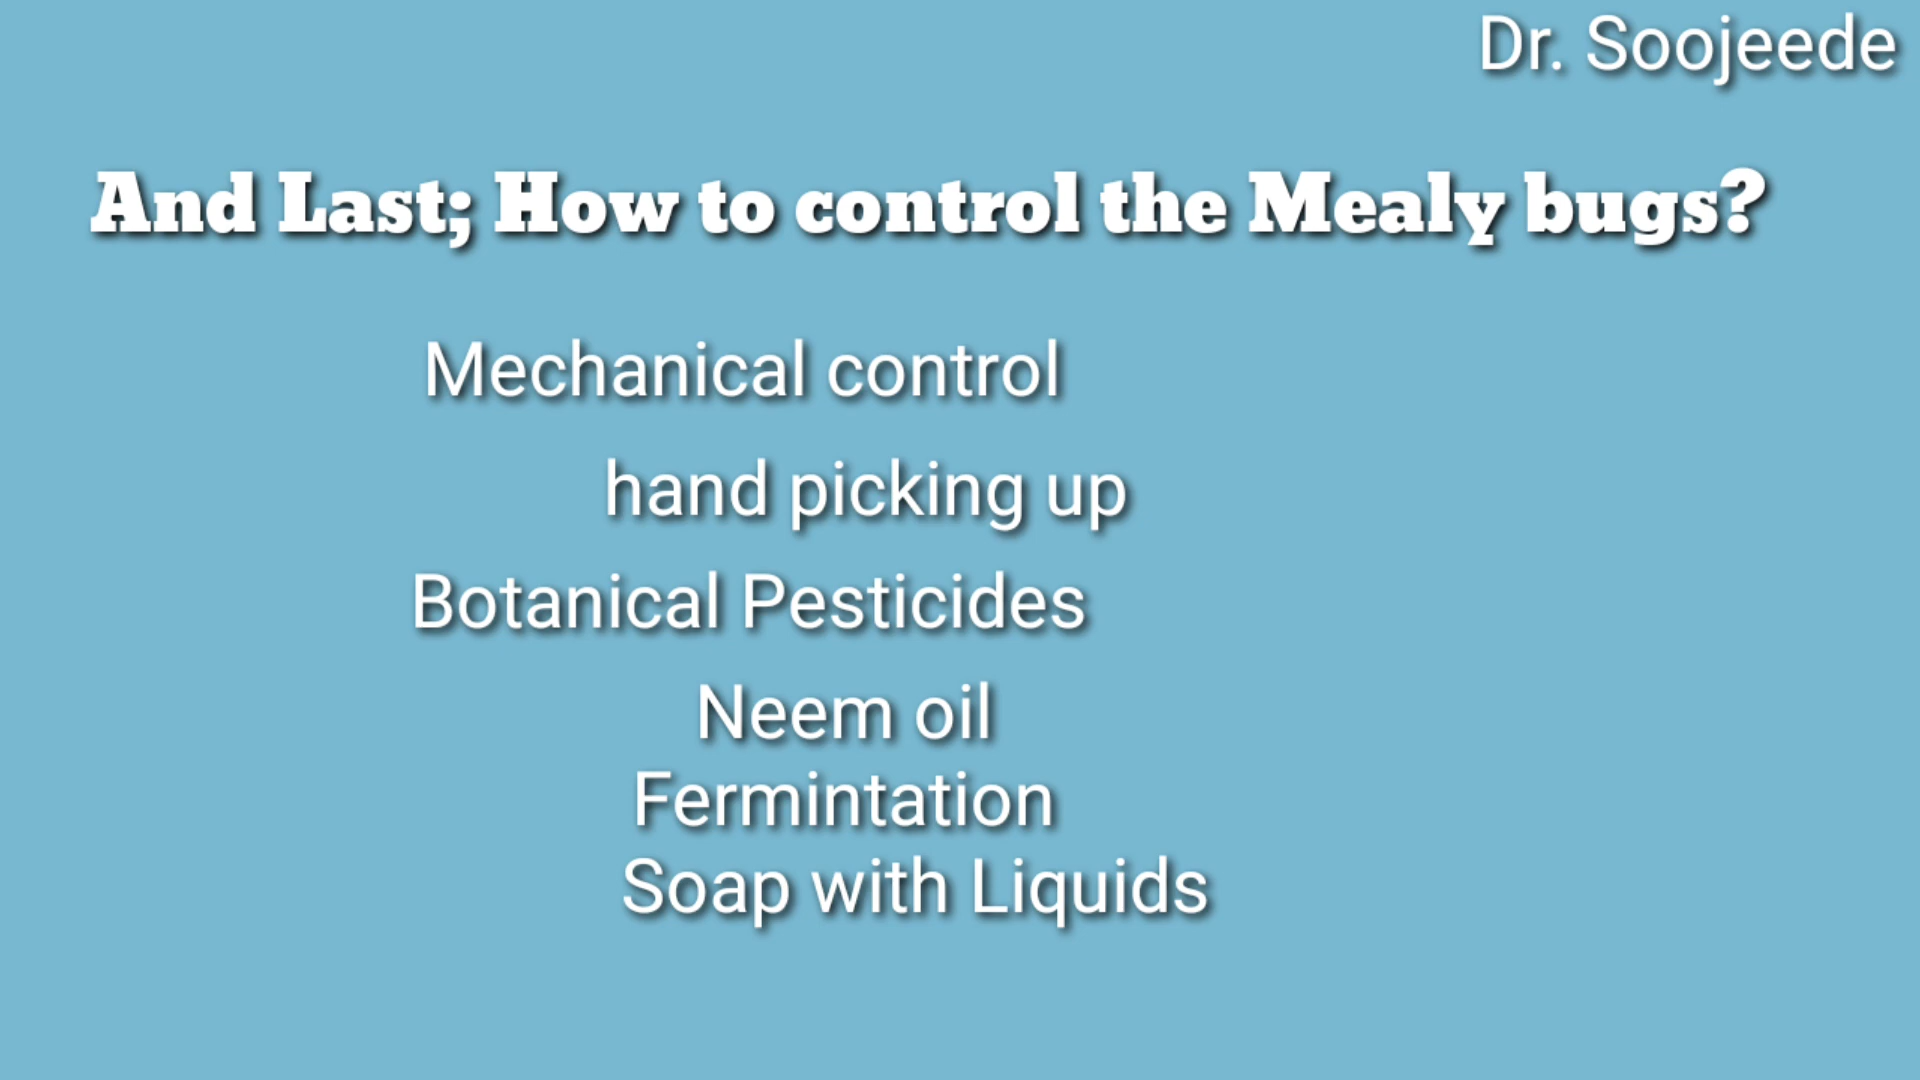 Dr. Soojeede
And Last; How to control the Mealy bugs?
Mechanical control
hand picking up
Botanical Pesticides
Neem oil
Fermintation
Soap with Liquids